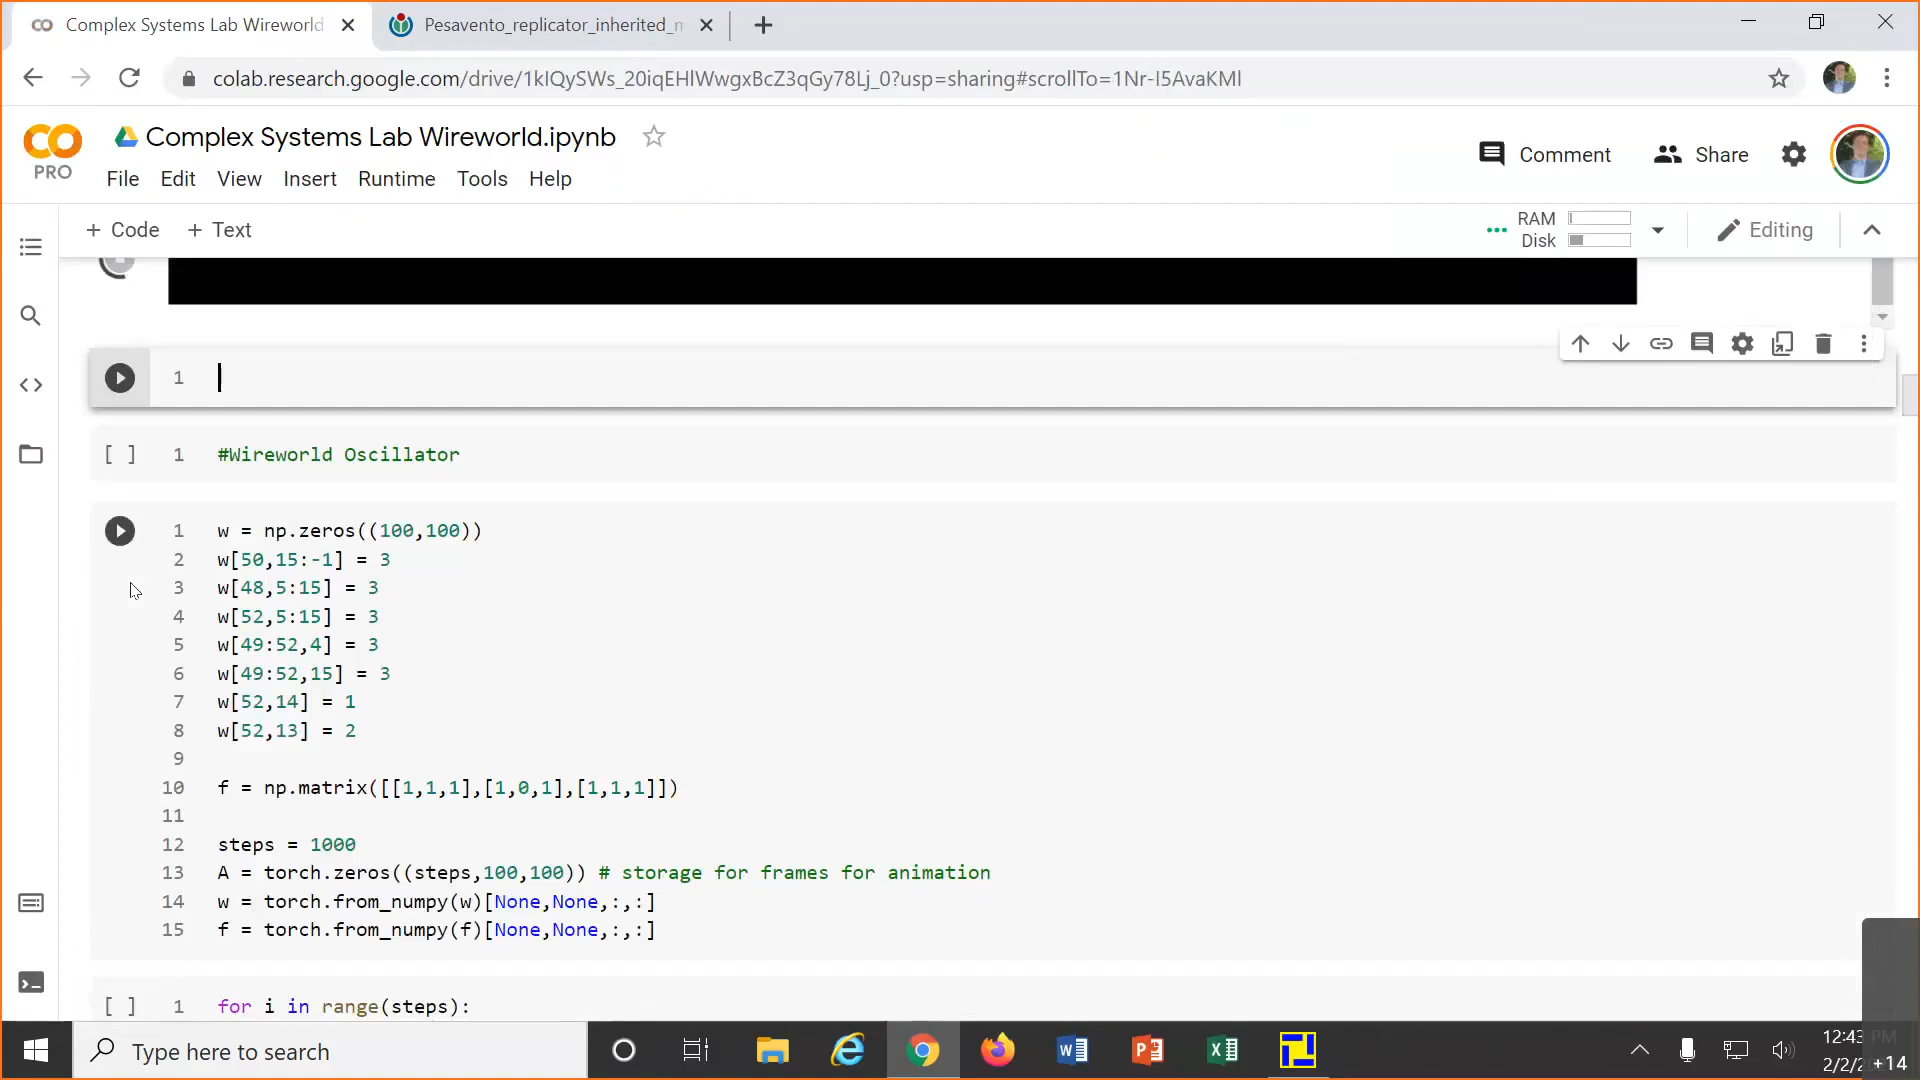 Complex Systems Lab Wireworld
Pesavento_replicator_inherited_m
colab.research.google.com/drive/1kIQySWs_20iqEHlWwgxBcZ3qGy78Lj_0?usp=sharing#scrollTo=1Nr-I5AvaKMl
Complex Systems Lab Wireworld.ipynb
PRO
Comment
Share
File Edit View Insert Runtime Tools Help
+ Code + Text
RAM
Disk
Editing
1
[ ] 1 #Wireworld Oscillator
1 w = np.zeros((100,100))
2 w[50,15:-1] = 3
3 w[48,5:15] = 3
4 w[52,5:15] = 3
5 w[49:52,4] = 3
6 w[49:52,15] = 3
7 w[52,14] = 1
8 w[52,13] = 2
9
10 f = np.matrix([[1,1,1],[1,0,1],[1,1,1]])
11
12 steps = 1000
13 A = torch.zeros((steps,100,100)) # storage for frames for animation
14 w = torch.from_numpy(w)[None,None,:,:]
15 f = torch.from_numpy(f)[None,None,:,:]
[ ] 1 for i in range(steps):
Type here to search
12:43 PM
2/2/
+14